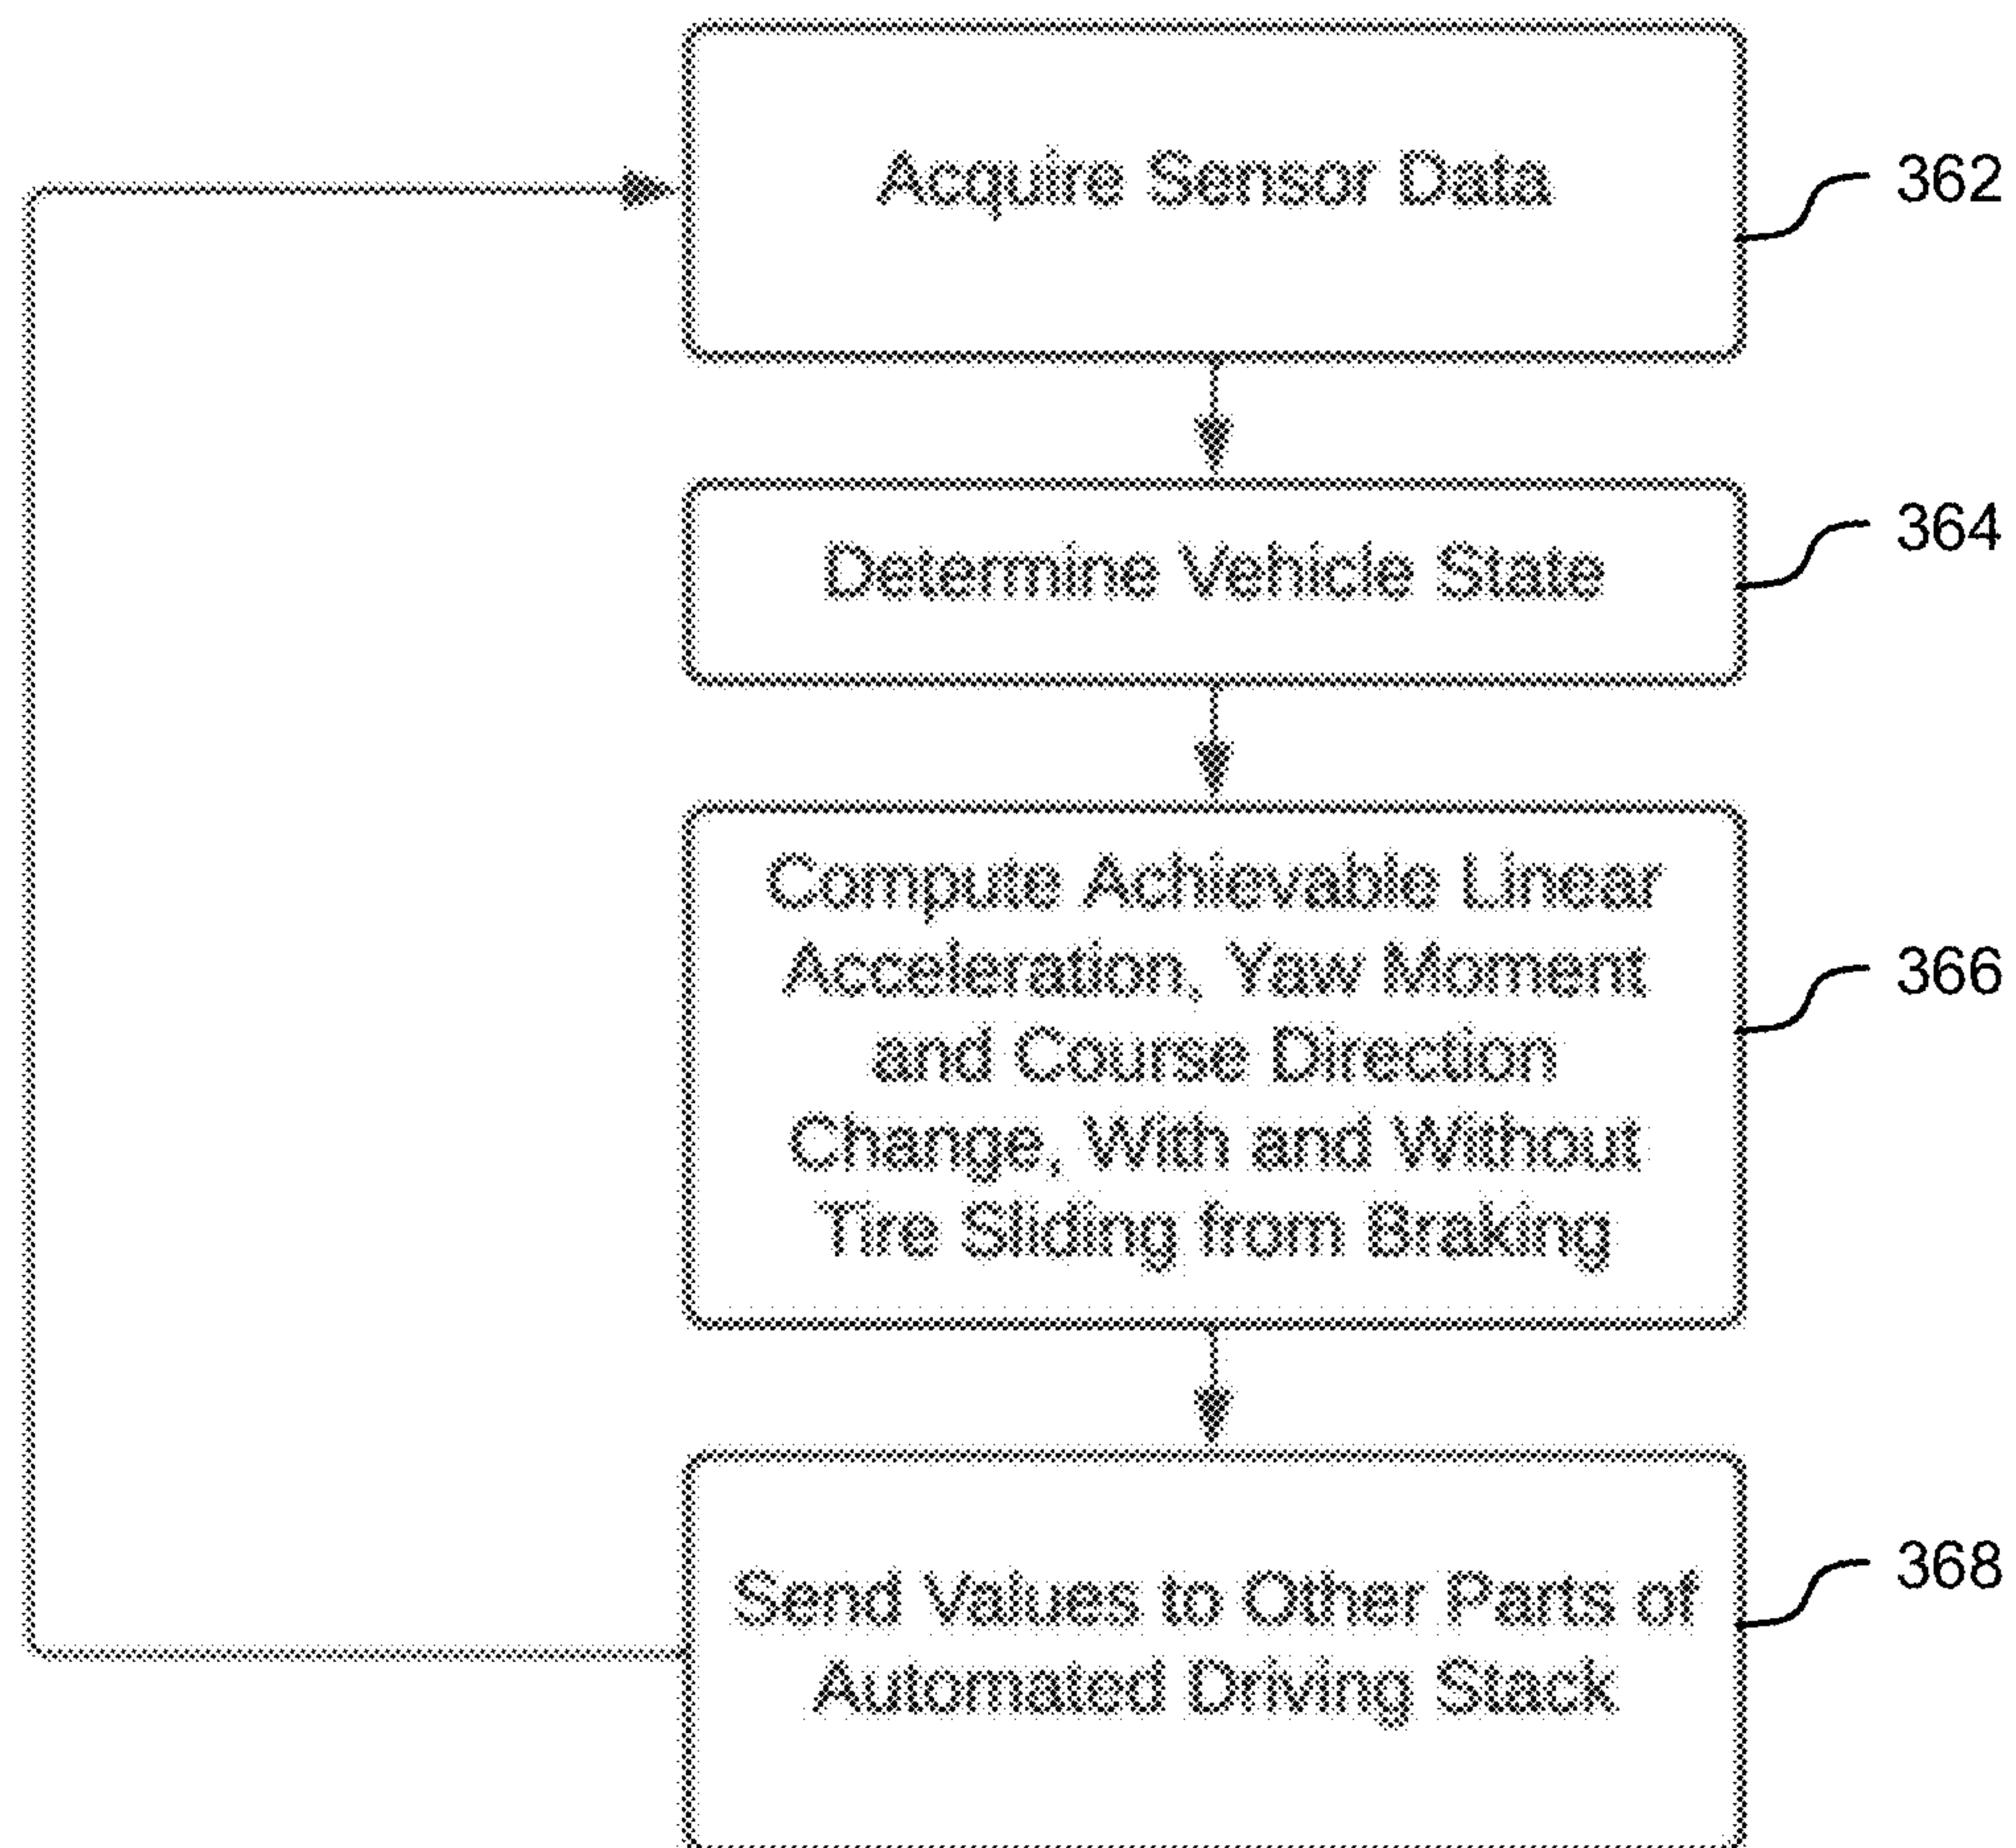 Acquire Sensor Data
362
Determine Vehicle State
364
Compute Achievable Linear
Acceleration, Yaw Moment
and Course Direction
Change, With and Without
Tire Sliding from Braking
366
Send Values to Other Parts of
Automated Driving Stack
368